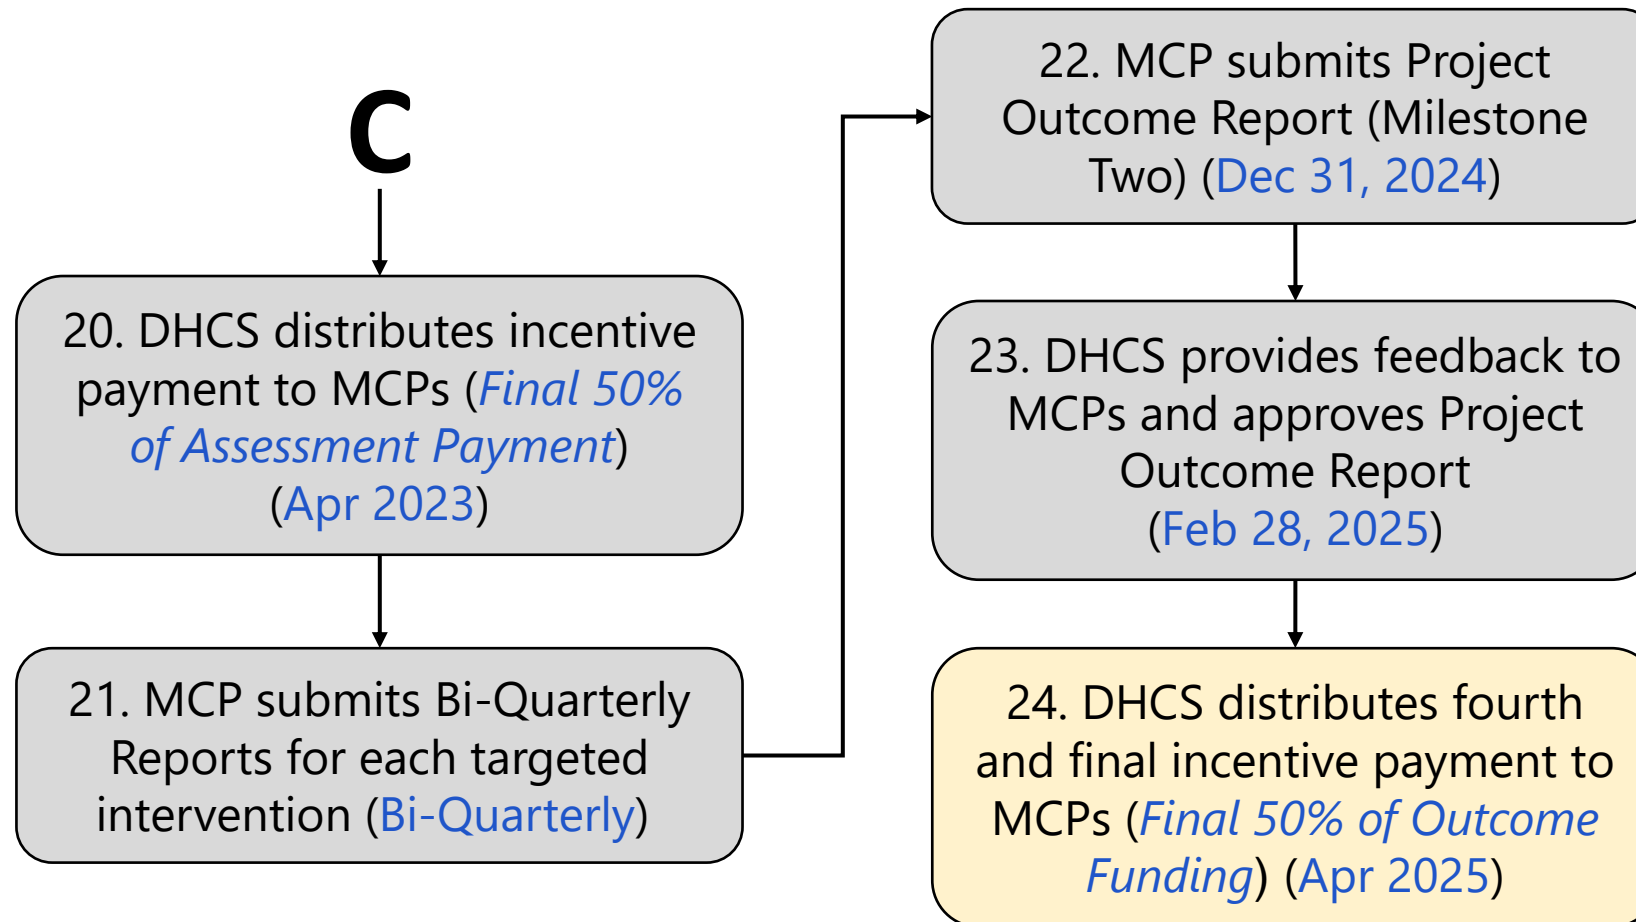 C
20. DHCS distributes incentive
payment to MCPs (Final 50%
of Assessment Payment)
(Apr 2023)
21. MCP submits Bi-Quarterly
Reports for each targeted
intervention (Bi-Quarterly)
22. MCP submits Project
Outcome Report (Milestone
Two) (Dec 31, 2024)
23. DHCS provides feedback to
MCPs and approves Project
Outcome Report
(Feb 28, 2025)
24. DHCS distributes fourth
and final incentive payment to
MCPs (Final 50% of Outcome
Funding) (Apr 2025)